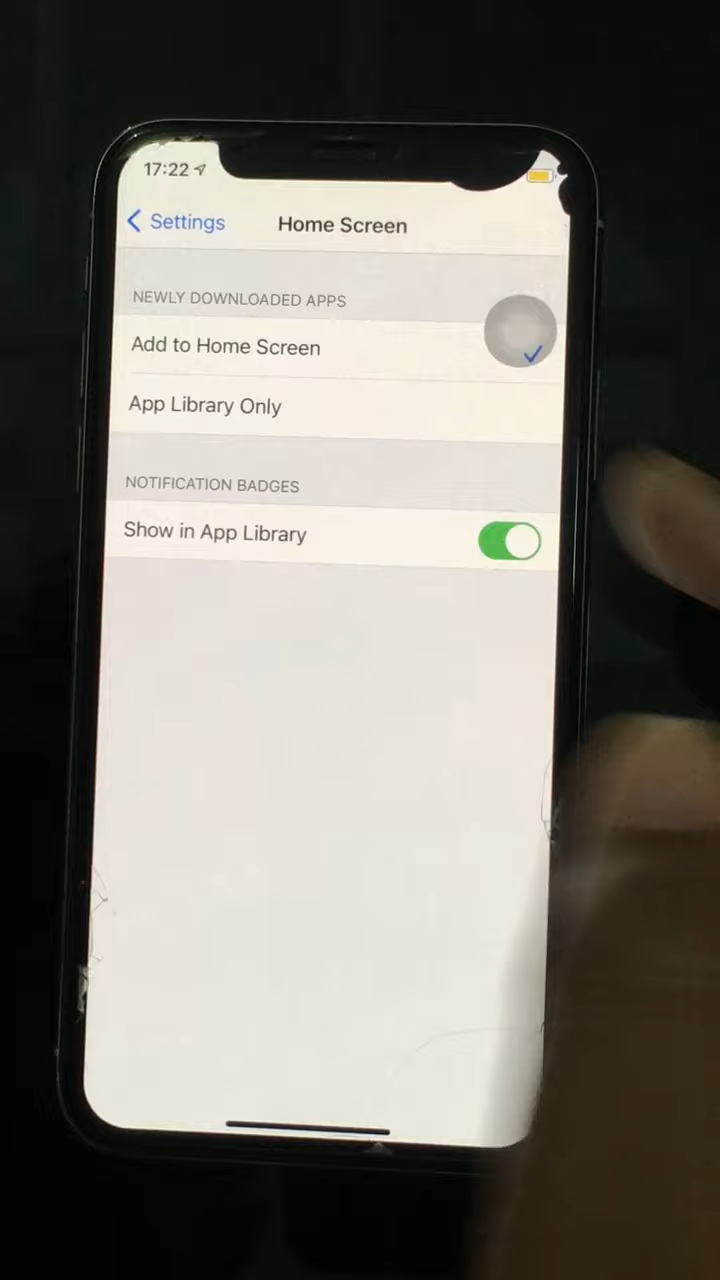 17:22
Settings
Home Screen
NEWLY DOWNLOADED APPS
Add to Home Screen
App Library Only
NOTIFICATION BADGES
Show in App Library